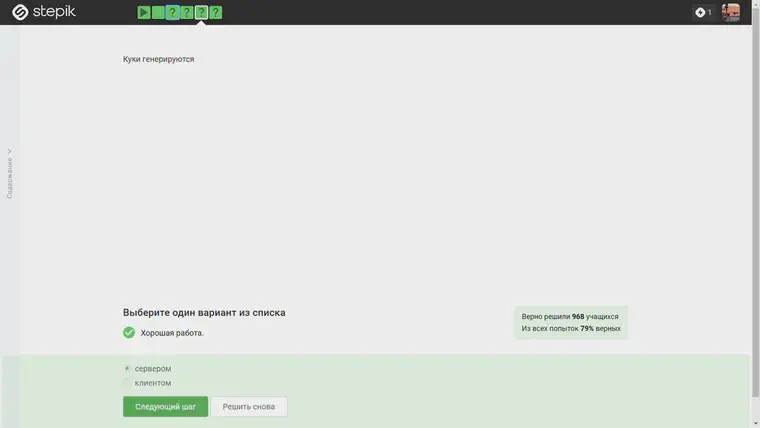 stepik
? ? ? ?
1
Куки генерируются
Содержание
Выберите один вариант из списка
Хорошая работа.
Верно решили 968 учащихся
Из всех попыток 79% верных
сервером
клиентом
Следующий шаг
Решить снова